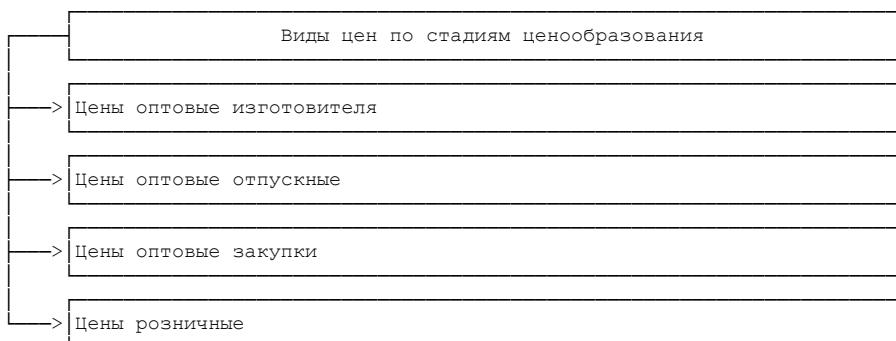 Виды цен по стадиям ценообразования
Цены оптовые изготовителя
Цены оптовые отпускные
Цены оптовые закупки
Цены розничные